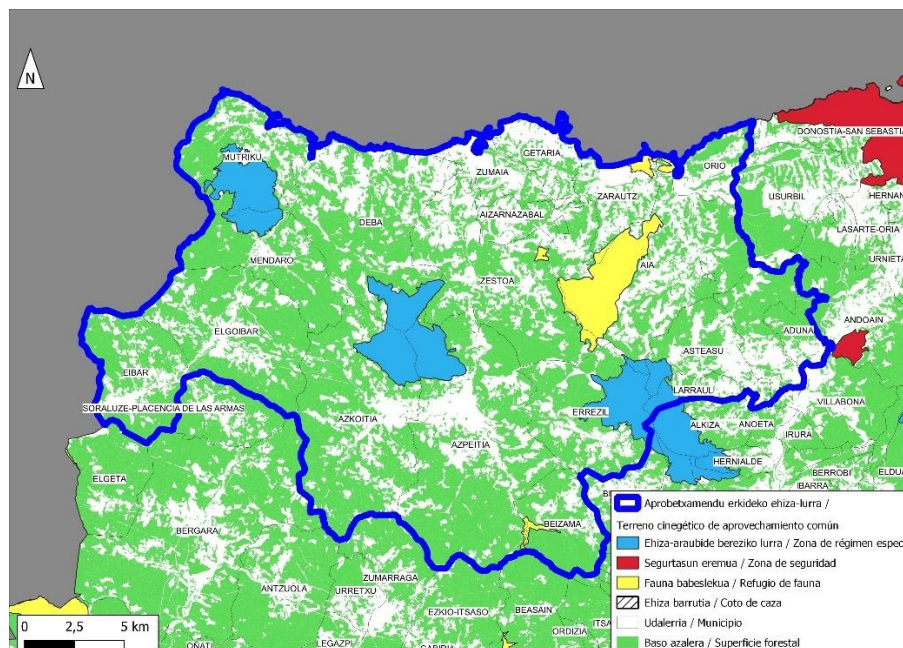 N
DONOSTIA-SAN SEBASTIA
MUTRIKU
GETARIA
ORIO
ZUMAIA
HERNAN
ZARAUTZ
USURBIL
DEBA
AIZARNAZABAL
LASARTE-ORIA
MENDARO
AIA
URNIETA
ZESTOA
ELGOIBAR
ANDOAIN
ADUNA
ASTEASU
EIBAR
LARRAUL
SORALUZE-PLACENCIA DE LAS ARMAS
VILLABONA
AZKOITIA
ERREZIL
ALKIZA
ANOETA
AZPEITIA
IRURA
HERNIALDE
BERROBI
ELGETA
IBARRA
ELDU
BEIZAMA
BERGARA
ZUMARRAGA
ANTZUOLA
URRETXU
EZKIO-ITSASO
BEASAIN
ITSA
ORDIZIA
OÑATI
LEGAZPI
GABIRIA
0 2,5 5 km
Aprobetxamendu erkideko ehiza-lurra /
Terreno cinegético de aprovechamiento común
Ehiza-araubide bereziko lurra / Zona de régimen espec
Segurtasun eremua / Zona de seguridad
Fauna babeslekua / Refugio de fauna
Ehiza barrutia / Coto de caza
Udalerria / Municipio
Baso azalera / Superficie forestal